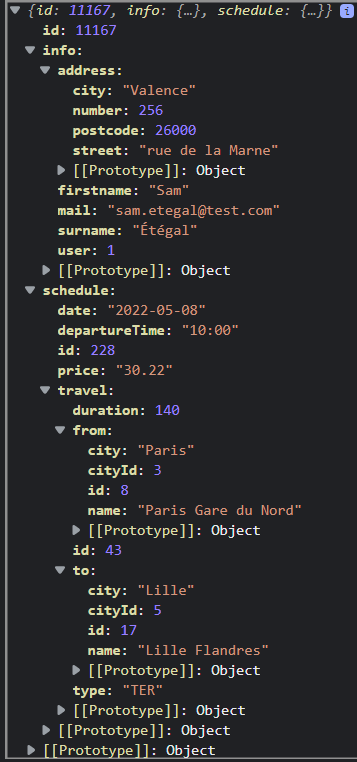 {id: 11167, info: {…}, schedule: {…}} i
id: 11167
info:
address:
city: "Valence"
number: 256
postcode: 26000
street: "rue de la Marne"
[[Prototype]]: Object
firstname: "Sam"
mail: "sam.etegal@test.com"
surname: "Étégal"
user: 1
[[Prototype]]: Object
schedule:
date: "2022-05-08"
departureTime: "10:00"
id: 228
price: "30.22"
travel:
duration: 140
from:
city: "Paris"
cityId: 3
id: 8
name: "Paris Gare du Nord"
[[Prototype]]: Object
id: 43
to:
city: "Lille"
cityId: 5
id: 17
name: "Lille Flandres"
[[Prototype]]: Object
type: "TER"
[[Prototype]]: Object
[[Prototype]]: Object
[[Prototype]]: Object